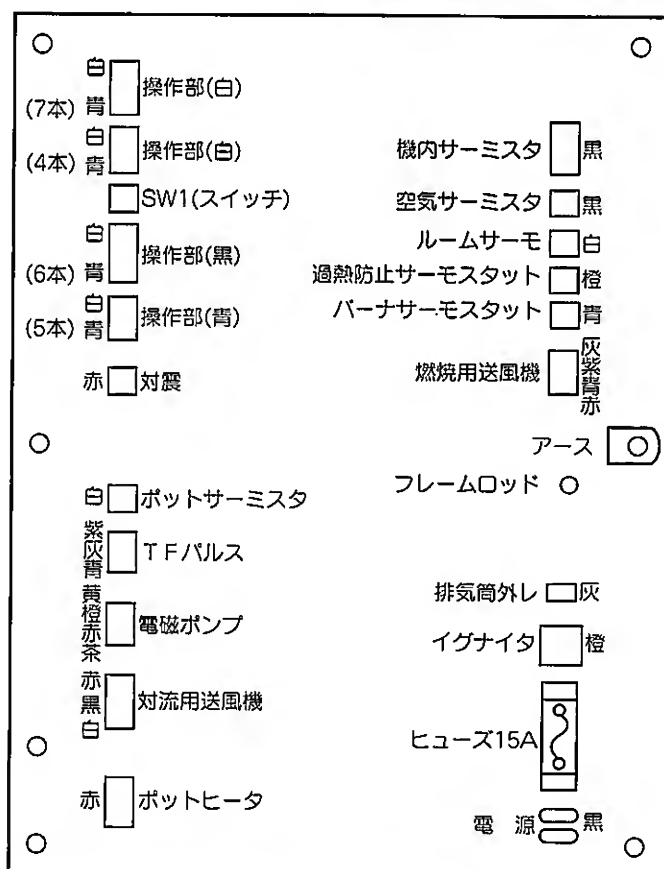 白
青
(7本)
操作部(白)
白
青
(4本)
操作部(白)
SW1(スイッチ)
白
青
(6本)
操作部(黒)
白
青
(5本)
操作部(青)
赤
対震
白
ポットサーミスタ
紫灰青
TFパルス
黄橙赤茶
電磁ポンプ
赤黒白
対流用送風機
赤
ポットヒータ
機内サーミスタ
黒
空気サーミスタ
黒
ルームサーモ
白
過熱防止サーモスタット
橙
バーナサーモスタット
青
燃焼用送風機
灰紫青赤
アース
フレームロッド
排気筒外レ
灰
イグナイタ
橙
ヒューズ15A
電 源
黒